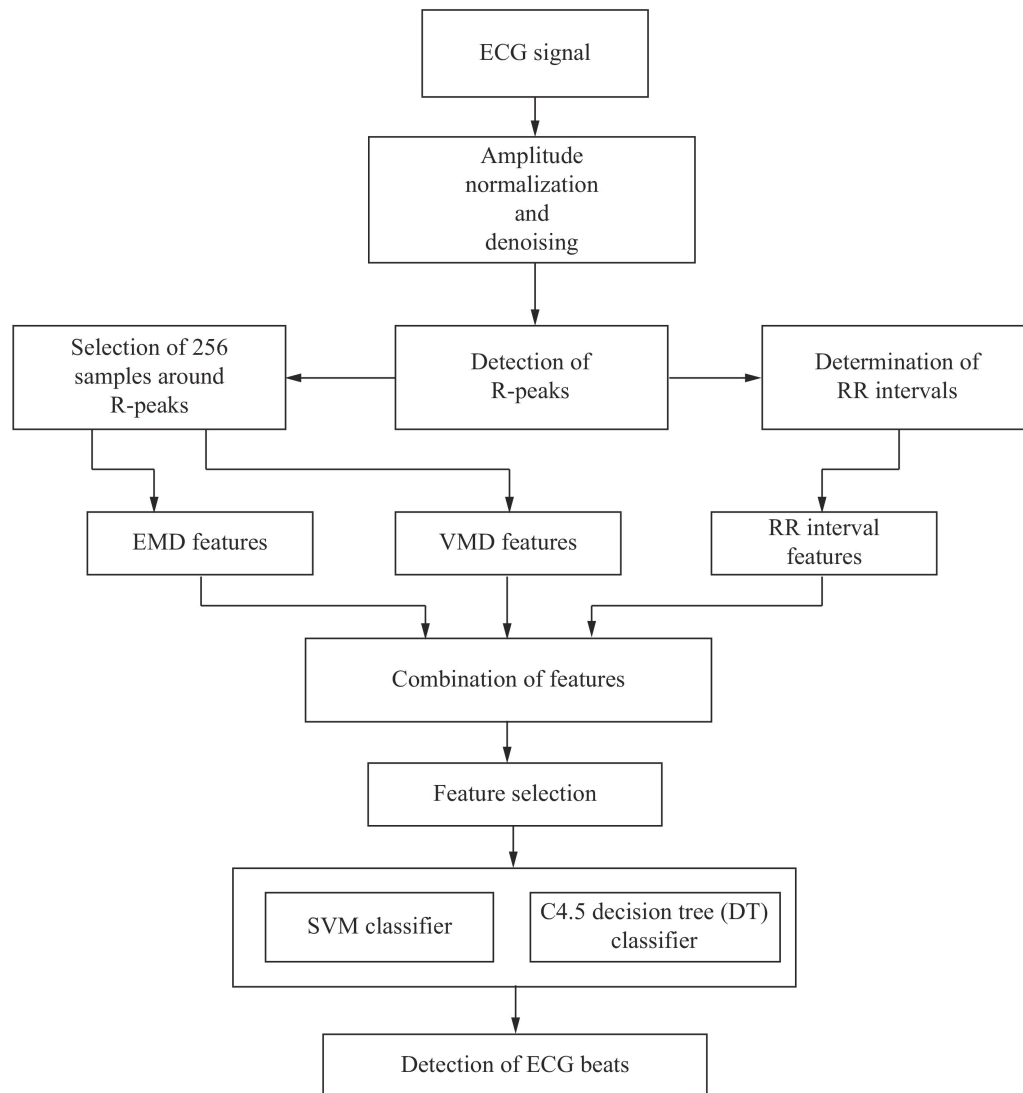 ECG signal
Amplitude
normalization
and
denoising
Selection of 256
samples around
R-peaks
Detection of
R-peaks
Determination of
RR intervals
EMD features
VMD features
RR interval
features
Combination of features
Feature selection
SVM classifier
C4.5 decision tree (DT)
classifier
Detection of ECG beats